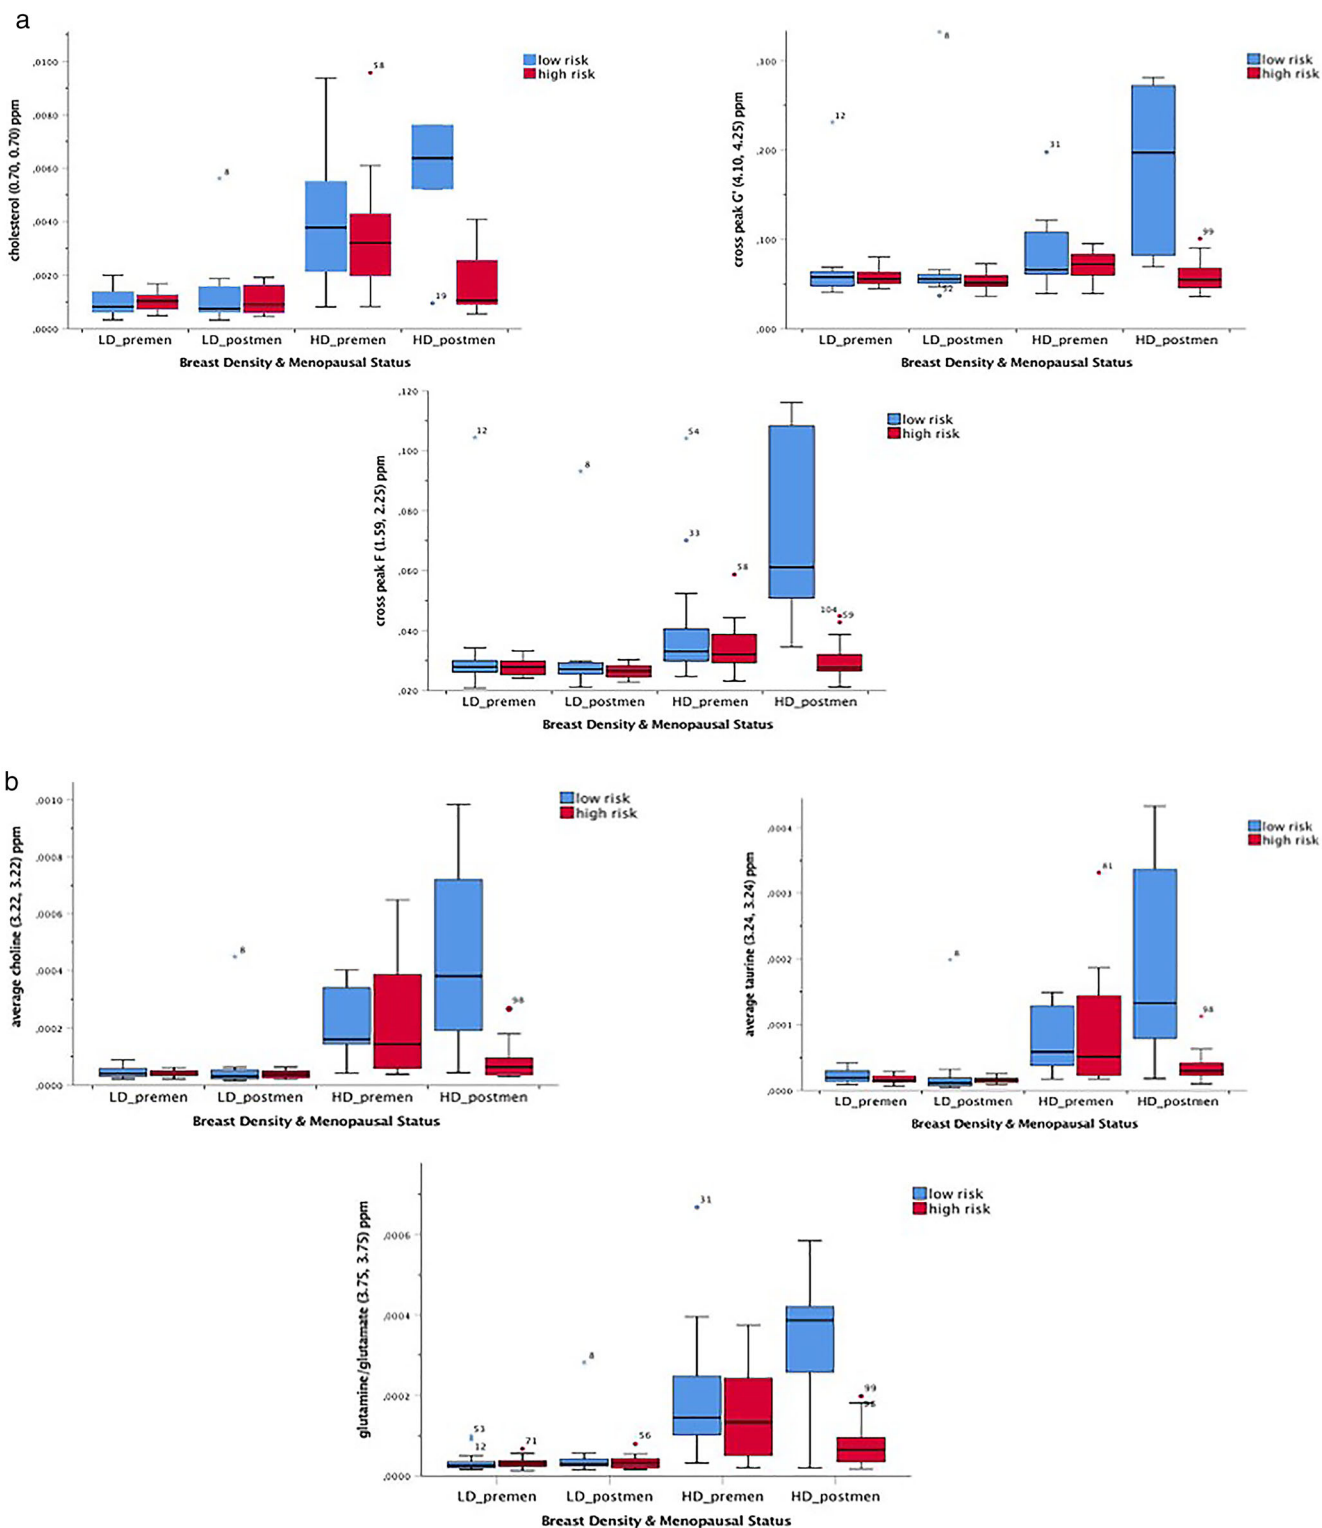 a
cholesterol (0.70, 0.70) ppm
,0100
,0080
,0060
,0040
,0020
,0000
8
58
19
low risk
high risk
LD_premen LD_postmen HD_premen HD_postmen
Breast Density & Menopausal Status
cross peak G' (4.10, 4.25) ppm
,300
,200
,100
,000
12
8
52
31
99
low risk
high risk
LD_premen LD_postmen HD_premen HD_postmen
Breast Density & Menopausal Status
cross peak F (1.59, 2.25) ppm
,120
,100
,080
,060
,040
,020
12
8
54
33
58
104 59
low risk
high risk
LD_premen LD_postmen HD_premen HD_postmen
Breast Density & Menopausal Status
b
average choline (3.22, 3.22) ppm
,0010
,0008
,0006
,0004
,0002
,0000
8
98
low risk
high risk
LD_premen LD_postmen HD_premen HD_postmen
Breast Density & Menopausal Status
average taurine (3.24, 3.24) ppm
,0004
,0003
,0002
,0001
,0000
8
81
98
low risk
high risk
LD_premen LD_postmen HD_premen HD_postmen
Breast Density & Menopausal Status
glutamine/glutamate (3.75, 3.75) ppm
,0006
,0004
,0002
,0000
53
12
71
8
56
31
99
low risk
high risk
LD_premen LD_postmen HD_premen HD_postmen
Breast Density & Menopausal Status